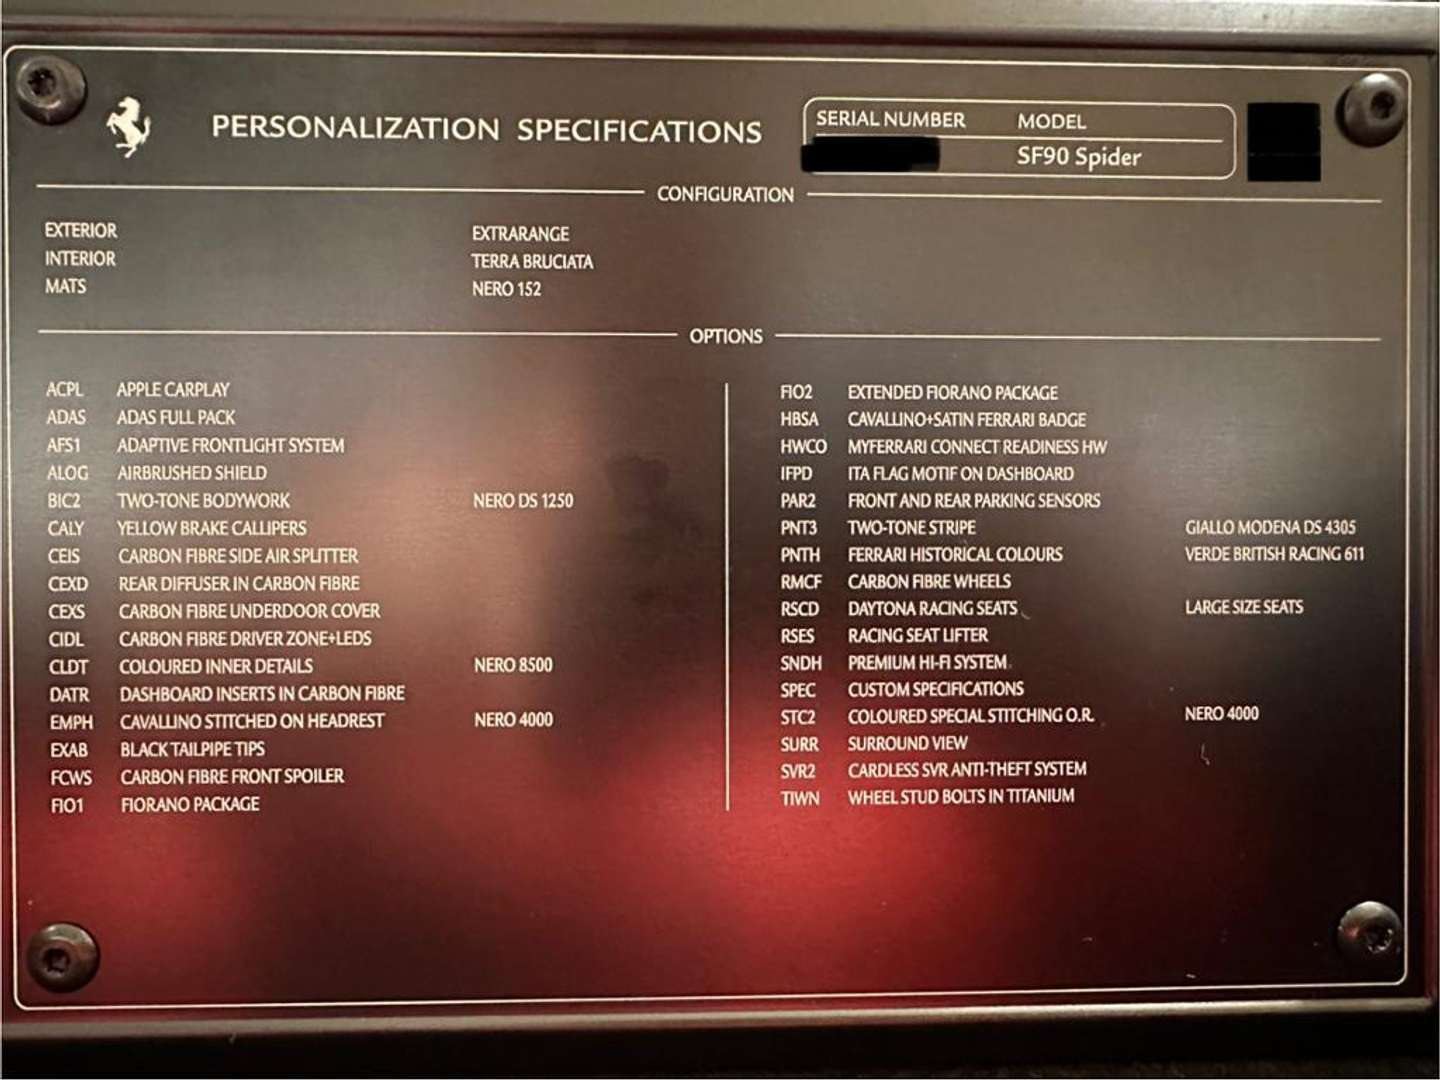 PERSONALIZATION SPECIFICATIONS
SERIAL NUMBER MODEL
SF90 Spider
CONFIGURATION
EXTERIOR EXTRARANGE
INTERIOR TERRA BRUCIATA
MATS NERO 152
OPTIONS
ACPL APPLE CARPLAY
ADAS ADAS FULL PACK
AFS1 ADAPTIVE FRONTLIGHT SYSTEM
ALOG AIRBRUSHED SHIELD
BIC2 TWO-TONE BODYWORK NERO DS 1250
CALY YELLOW BRAKE CALLIPERS
CEIS CARBON FIBRE SIDE AIR SPLITTER
CEXD REAR DIFFUSER IN CARBON FIBRE
CEXS CARBON FIBRE UNDERDOOR COVER
CIDL CARBON FIBRE DRIVER ZONE+LEDS
CLDT COLOURED INNER DETAILS NERO 8500
DATR DASHBOARD INSERTS IN CARBON FIBRE
EMPH CAVALLINO STITCHED ON HEADREST NERO 4000
EXAB BLACK TAILPIPE TIPS
FCWS CARBON FIBRE FRONT SPOILER
FIO1 FIORANO PACKAGE
FIO2 EXTENDED FIORANO PACKAGE
HBSA CAVALLINO+SATIN FERRARI BADGE
HWCO MYFERRARI CONNECT READINESS HW
IFPD ITA FLAG MOTIF ON DASHBOARD
PAR2 FRONT AND REAR PARKING SENSORS
PNT3 TWO-TONE STRIPE GIALLO MODENA DS 4305
PNTH FERRARI HISTORICAL COLOURS VERDE BRITISH RACING 611
RMCF CARBON FIBRE WHEELS
RSCD DAYTONA RACING SEATS LARGE SIZE SEATS
RSES RACING SEAT LIFTER
SNDH PREMIUM HI-FI SYSTEM
SPEC CUSTOM SPECIFICATIONS
STC2 COLOURED SPECIAL STITCHING O.R. NERO 4000
SURR SURROUND VIEW
SVR2 CARDLESS SVR ANTI-THEFT SYSTEM
TIWN WHEEL STUD BOLTS IN TITANIUM